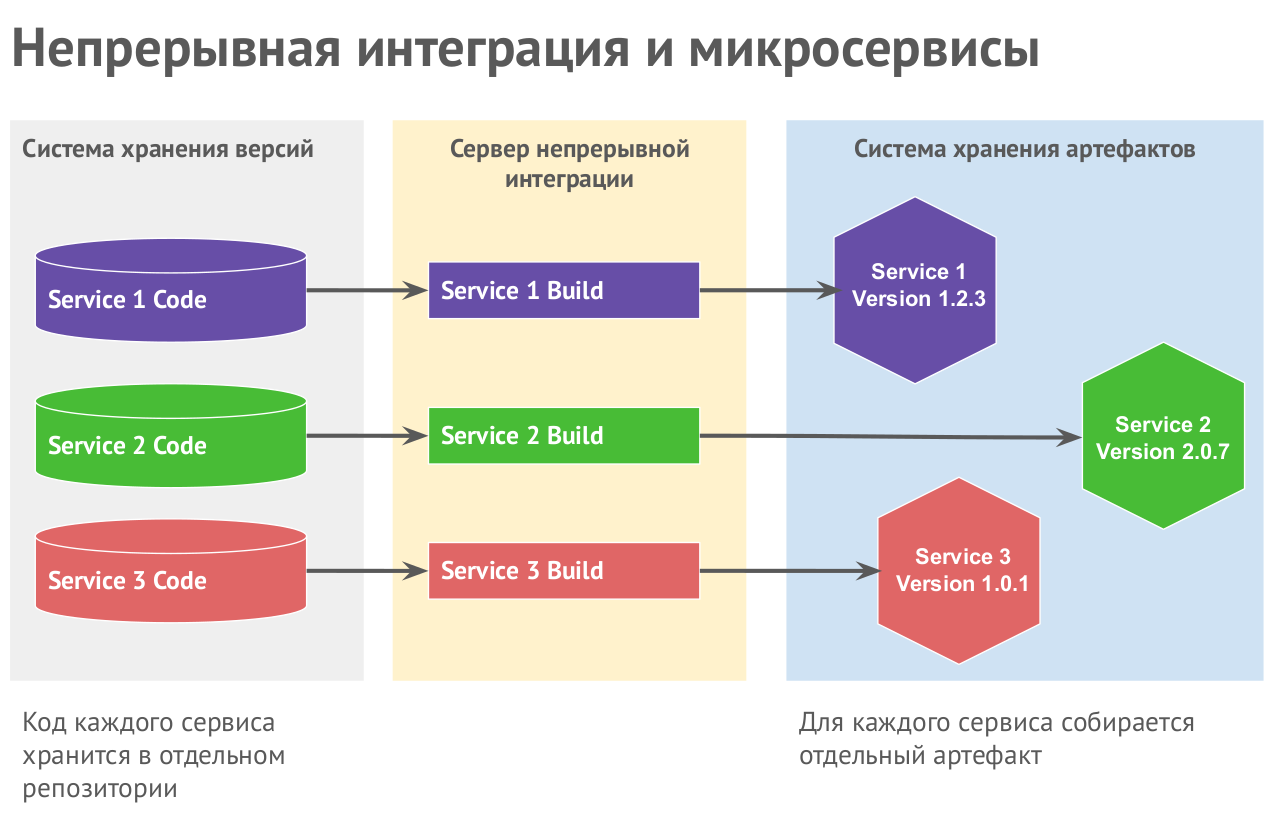 Непрерывная интеграция и микросервисы
Система хранения версий
Сервер непрерывной
интеграции
Система хранения артефактов
Service 1 Code
Service 1 Build
Service 1
Version 1.2.3
Service 2 Code
Service 2 Build
Service 2
Version 2.0.7
Service 3 Code
Service 3 Build
Service 3
Version 1.0.1
Код каждого сервиса
хранится в отдельном
репозитории
Для каждого сервиса собирается
отдельный артефакт